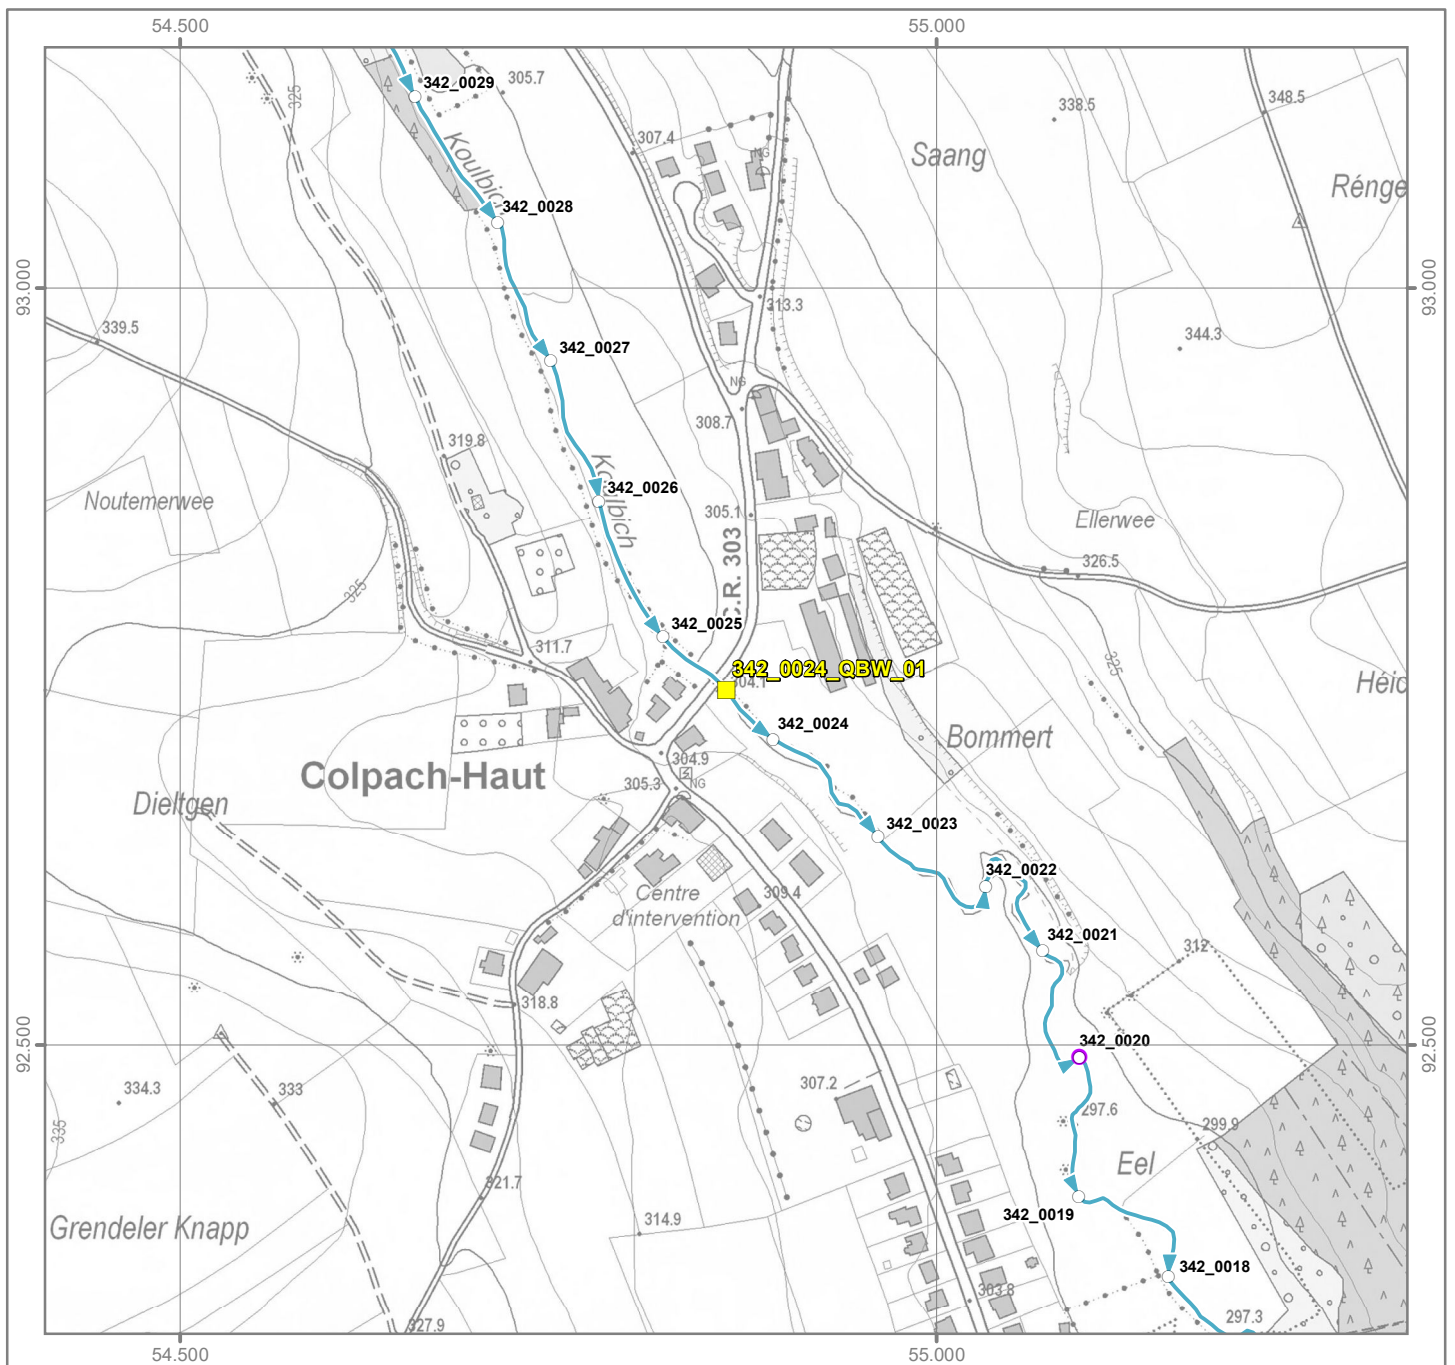 54.500
55.000
342_0029
305.7
325
Koulbich
307.4
NG
338.5
348.5
Saang
Rénge
342_0028
93.000
93.000
313.3
339.5
342_0027
344.3
NG
308.7
319.8
Noutemerwee
342_0026
Koulbich
305.1
C.R. 303
Ellerwee
326.5
325
342_0025
311.7
325
342_0024_QBW_01
304.1
Héic
342_0024
Bommert
304.9
305.3
NG
Colpach-Haut
Dieltgen
342_0023
342_0022
Centre
d'intervention
309.4
342_0021
312
318.8
92.500
92.500
342_0020
307.2
334.3
333
297.6
335
299.9
Eel
321.7
342_0019
314.9
Grendeler Knapp
342_0018
303.8
297.3
327.9
54.500
55.000